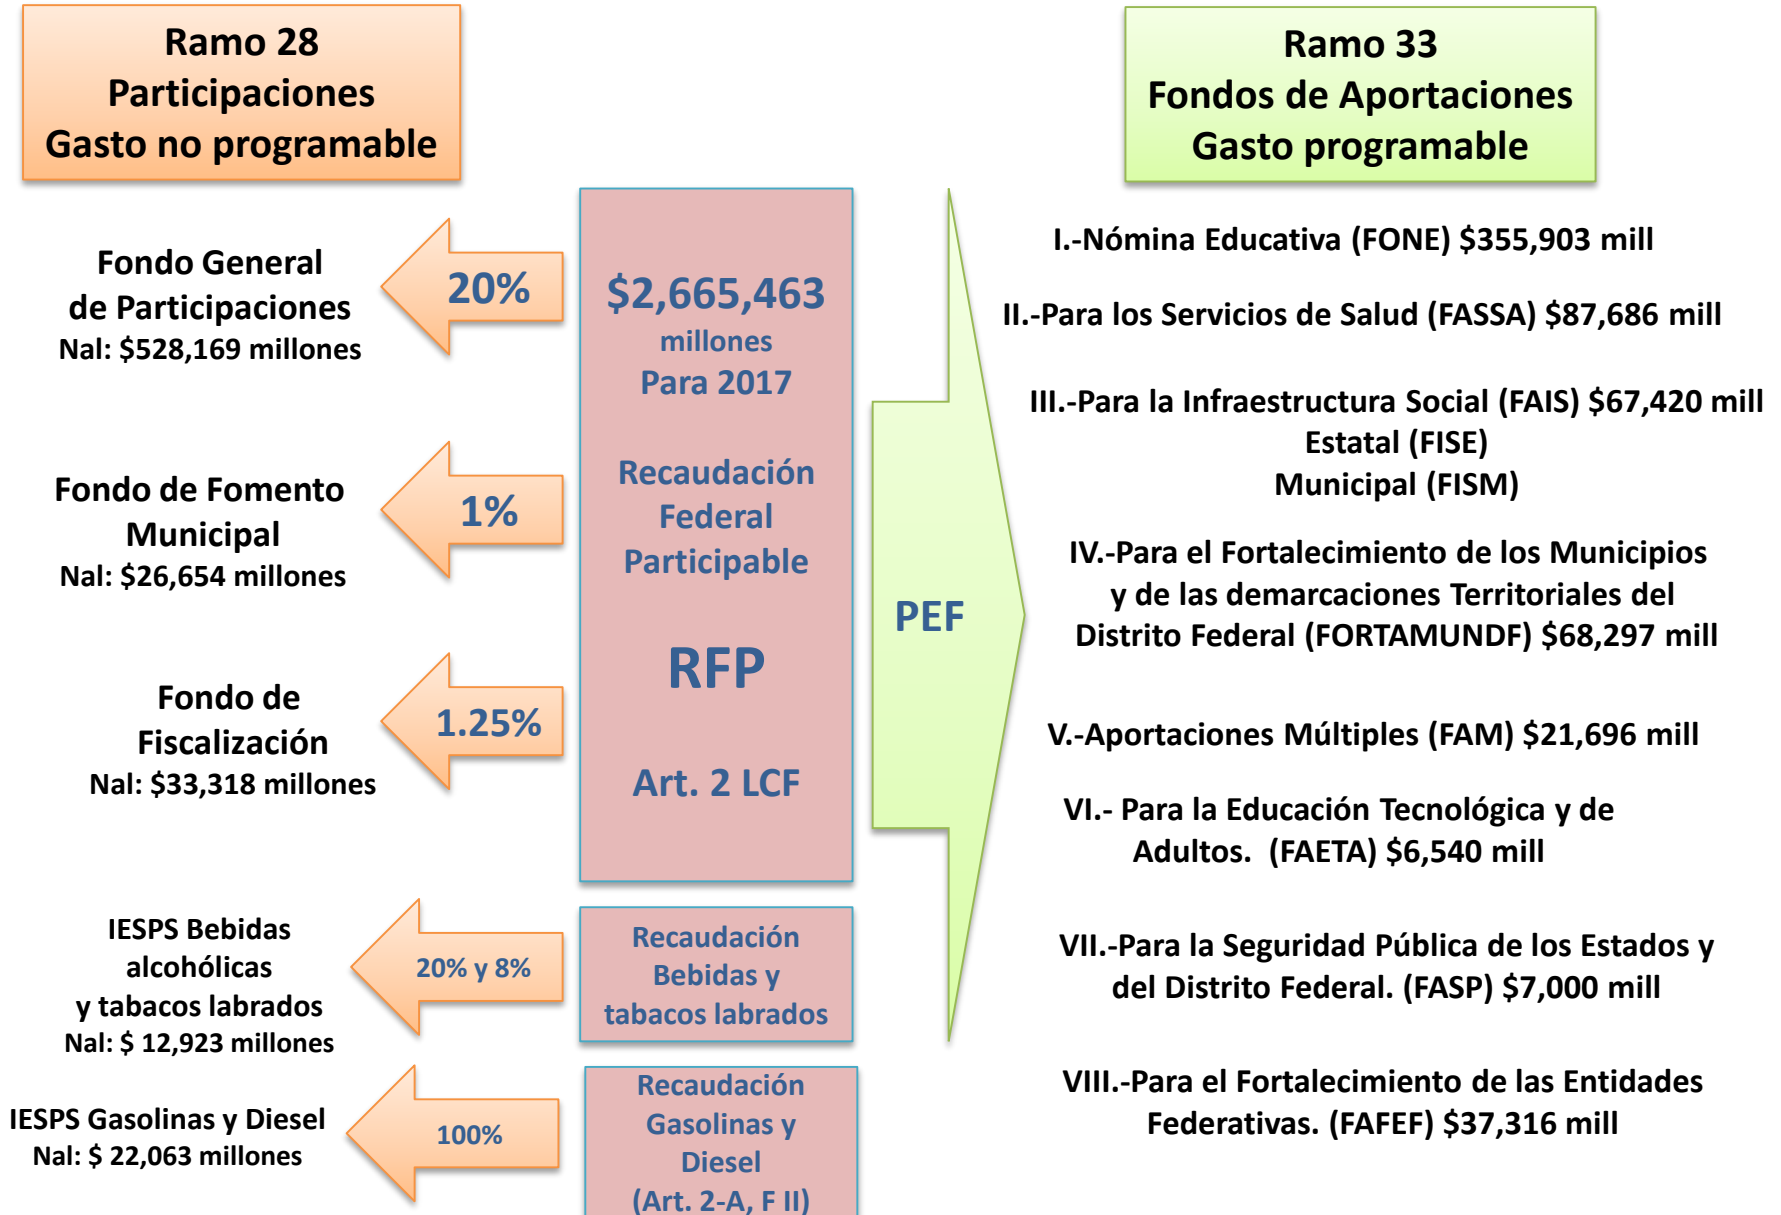 Ramo 28
Participaciones
Gasto no programable
Ramo 33
Fondos de Aportaciones
Gasto programable
Fondo General
de Participaciones
Nal: $528,169 millones
20%
Fondo de Fomento
Municipal
Nal: $26,654 millones
1%
Fondo de
Fiscalización
Nal: $33,318 millones
1.25%
IESPS Bebidas
alcohólicas
y tabacos labrados
Nal: $ 12,923 millones
20% y 8%
IESPS Gasolinas y Diesel
Nal: $ 22,063 millones
100%
$2,665,463
millones
Para 2017
Recaudación
Federal
Participable
RFP
Art. 2 LCF
Recaudación
Bebidas y
tabacos labrados
Recaudación
Gasolinas y
Diesel
(Art. 2-A, F II)
PEF
I.-Nómina Educativa (FONE) $355,903 mill
II.-Para los Servicios de Salud (FASSA) $87,686 mill
III.-Para la Infraestructura Social (FAIS) $67,420 mill
Estatal (FISE)
Municipal (FISM)
IV.-Para el Fortalecimiento de los Municipios
y de las demarcaciones Territoriales del
Distrito Federal (FORTAMUNDF) $68,297 mill
V.-Aportaciones Múltiples (FAM) $21,696 mill
VI.- Para la Educación Tecnológica y de
Adultos. (FAETA) $6,540 mill
VII.-Para la Seguridad Pública de los Estados y
del Distrito Federal. (FASP) $7,000 mill
VIII.-Para el Fortalecimiento de las Entidades
Federativas. (FAFEF) $37,316 mill